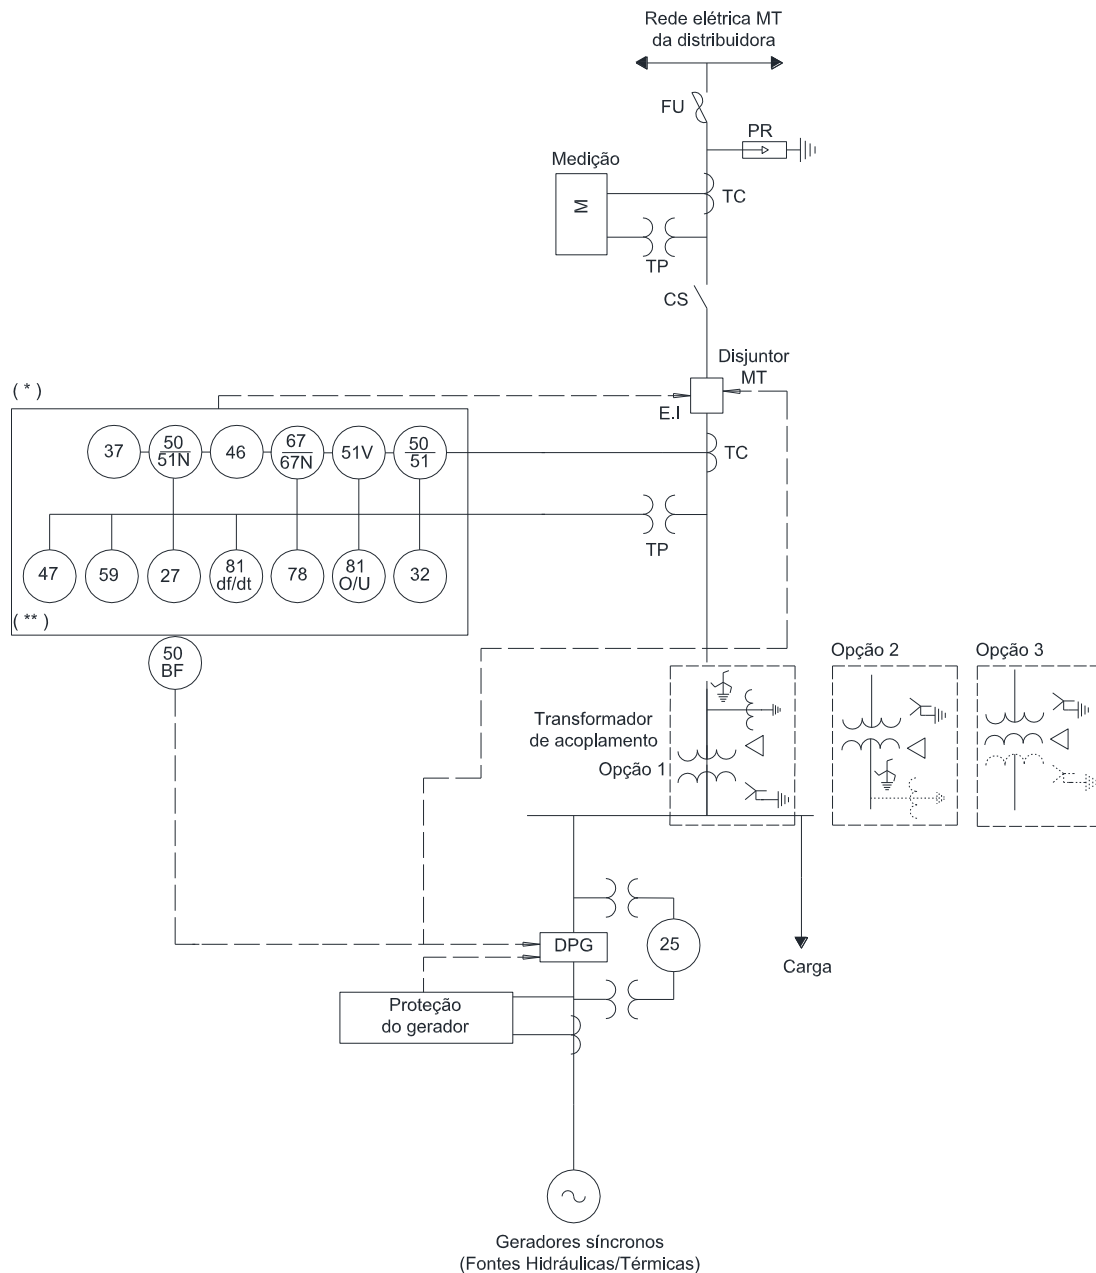 Rede elétrica MT
da distribuidora
FU
PR
Medição
M
TC
TP
CS
Disjuntor
MT
E.I
( * )
37
50
51N
46
67
67N
51V
50
51
TC
TP
47
59
27
81
df/dt
78
81
O/U
32
( ** )
50
BF
Opção 2
Opção 3
Transformador
de acoplamento
Opção 1
DPG
25
Carga
Proteção
do gerador
Geradores síncronos
(Fontes Hidráulicas/Térmicas)